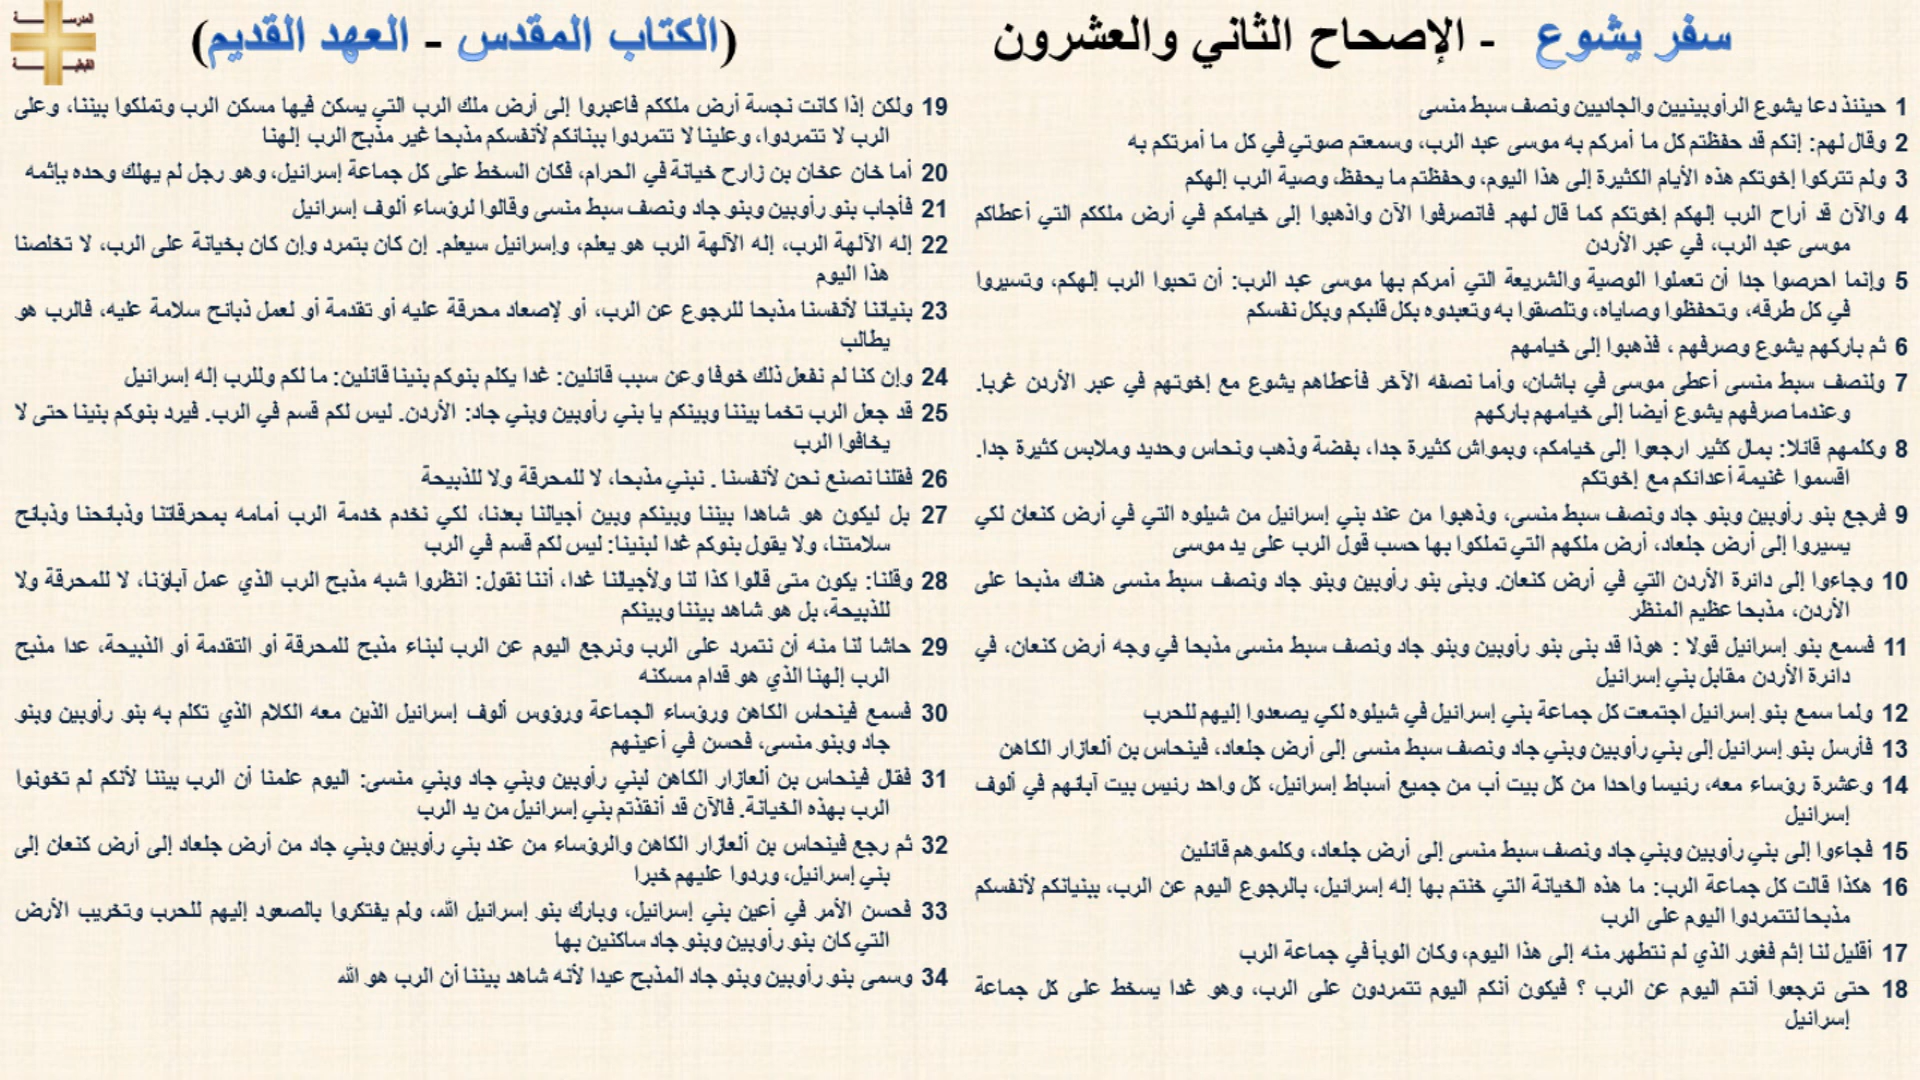 سفر يشوع - الإصحاح الثاني والعشرون
(الكتاب المقدس - العهد القديم)
1 حينئذ دعا يشوع الرأوبينيين والجاديين ونصف سبط منسى
2 وقال لهم: إنكم قد حفظتم كل ما أمركم به موسى عبد الرب، وسمعتم صوتي في كل ما أمرتكم به
3 ولم تتركوا إخوتكم هذه الأيام الكثيرة إلى هذا اليوم، وحفظتم ما يحفظ، وصية الرب إلهكم
4 والآن قد أراح الرب إلهكم إخوتكم كما قال لهم. فانصرفوا الآن واذهبوا إلى خيامكم في أرض ملككم التي أعطاكم
موسى عبد الرب، في عبر الأردن
5 وإنما احرصوا جدا أن تعملوا الوصية والشريعة التي أمركم بها موسى عبد الرب: أن تحبوا الرب إلهكم، وتسيروا
في كل طرقه، وتحفظوا وصاياه، وتلصقوا به وتعبدوه بكل قلبكم وبكل نفسكم
6 ثم باركهم يشوع وصرفهم ، فذهبوا إلى خيامهم
7 ولنصف سبط منسى أعطى موسى في باشان، وأما نصفه الآخر فأعطاهم يشوع مع إخوتهم في عبر الأردن غربا.
وعندما صرفهم يشوع أيضا إلى خيامهم باركهم
8 وكلمهم قائلا: بمال كثير ارجعوا إلى خيامكم، وبمواش كثيرة جدا، بفضة وذهب ونحاس وحديد وملابس كثيرة جدا.
اقسموا غنيمة أعدائكم مع إخوتكم
9 فرجع بنو رأوبين وبنو جاد ونصف سبط منسى، وذهبوا من عند بني إسرائيل من شيلوه التي في أرض كنعان لكي
يسيروا إلى أرض جلعاد، أرض ملكهم التي تملكوا بها حسب قول الرب على يد موسى
10 وجاءوا إلى دائرة الأردن التي في أرض كنعان. وبنى بنو رأوبين وبنو جاد ونصف سبط منسى هناك مذبحا على
الأردن، مذبحا عظيم المنظر
11 فسمع بنو إسرائيل قولا : هوذا قد بنى بنو رأوبين وبنو جاد ونصف سبط منسى مذبحا في وجه أرض كنعان، في
دائرة الأردن مقابل بني إسرائيل
12 ولما سمع بنو إسرائيل اجتمعت كل جماعة بني إسرائيل في شيلوه لكي يصعدوا إليهم للحرب
13 فأرسل بنو إسرائيل إلى بني رأوبين وبني جاد ونصف سبط منسى إلى أرض جلعاد، فينحاس بن ألعازار الكاهن
14 وعشرة رؤساء معه، رئيسا واحدا من كل بيت أب من جميع أسباط إسرائيل، كل واحد رئيس بيت آبائهم في ألوف
إسرائيل
15 فجاءوا إلى بني رأوبين وبني جاد ونصف سبط منسى إلى أرض جلعاد، وكلموهم قائلين
16 هكذا قالت كل جماعة الرب: ما هذه الخيانة التي خنتم بها إله إسرائيل، بالرجوع اليوم عن الرب، ببنيانكم لأنفسكم
مذبحا لتتمردوا اليوم على الرب
17 أقليل لنا إثم فغور الذي لم نتطهر منه إلى هذا اليوم، وكان الوبأ في جماعة الرب
18 حتى ترجعوا أنتم اليوم عن الرب ؟ فيكون أنكم اليوم تتمردون على الرب، وهو غدا يسخط على كل جماعة
إسرائيل
19 ولكن إذا كانت نجسة أرض ملككم فاعبروا إلى أرض ملك الرب التي يسكن فيها مسكن الرب وتملكوا بيننا، وعلى
الرب لا تتمردوا، وعلينا لا تتمردوا ببنائكم لأنفسكم مذبحا غير مذبح الرب إلهنا
20 أما خان عخان بن زارح خيانة في الحرام، فكان السخط على كل جماعة إسرائيل، وهو رجل لم يهلك وحده بإثمه
21 فأجاب بنو رأوبين وبنو جاد ونصف سبط منسى وقالوا لرؤساء ألوف إسرائيل
22 إله الآلهة الرب، إله الآلهة الرب هو يعلم، وإسرائيل سيعلم. إن كان بتمرد وإن كان بخيانة على الرب، لا تخلصنا
هذا اليوم
23 بنياننا لأنفسنا مذبحا للرجوع عن الرب، أو لإصعاد محرقة عليه أو تقدمة أو لعمل ذبائح سلامة عليه، فالرب هو
يطالب
24 وإن كنا لم نفعل ذلك خوفا وعن سبب قائلين: غدا يكلم بنوكم بنينا قائلين: ما لكم وللرب إله إسرائيل
25 قد جعل الرب تخما بيننا وبينكم يا بني رأوبين وبني جاد: الأردن. ليس لكم قسم في الرب. فيرد بنوكم بنينا حتى لا
يخافوا الرب
26 فقلنا نصنع نحن لأنفسنا . نبني مذبحا، لا للمحرقة ولا للذبيحة
27 بل ليكون هو شاهدا بيننا وبينكم وبين أجيالنا بعدنا، لكي نخدم خدمة الرب أمامه بمحرقاتنا وذبائحنا وذبائح
سلامتنا، ولا يقول بنوكم غدا لبنينا: ليس لكم قسم في الرب
28 وقلنا: يكون متى قالوا كذا لنا ولأجيالنا غدا، أننا نقول: انظروا شبه مذبح الرب الذي عمل آباؤنا، لا للمحرقة ولا
للذبيحة، بل هو شاهد بيننا وبينكم
29 حاشا لنا منه أن نتمرد على الرب ونرجع اليوم عن الرب لبناء مذبح للمحرقة أو التقدمة أو الذبيحة، عدا مذبح
الرب إلهنا الذي هو قدام مسكنه
30 فسمع فينحاس الكاهن ورؤساء الجماعة ورؤوس ألوف إسرائيل الذين معه الكلام الذي تكلم به بنو رأوبين وبنو
جاد وبنو منسى، فحسن في أعينهم
31 فقال فينحاس بن ألعازار الكاهن لبني رأوبين وبني جاد وبني منسى: اليوم علمنا أن الرب بيننا لأنكم لم تخونوا
الرب بهذه الخيانة. فالآن قد أنقذتم بني إسرائيل من يد الرب
32 ثم رجع فينحاس بن ألعازار الكاهن والرؤساء من عند بني رأوبين وبني جاد من أرض جلعاد إلى أرض كنعان إلى
بني إسرائيل، وردوا عليهم خبرا
33 فحسن الأمر في أعين بني إسرائيل، وبارك بنو إسرائيل الله، ولم يفتكروا بالصعود إليهم للحرب وتخريب الأرض
التي كان بنو رأوبين وبنو جاد ساكنين بها
34 وسمى بنو رأوبين وبنو جاد المذبح عيدا لأنه شاهد بيننا أن الرب هو الله